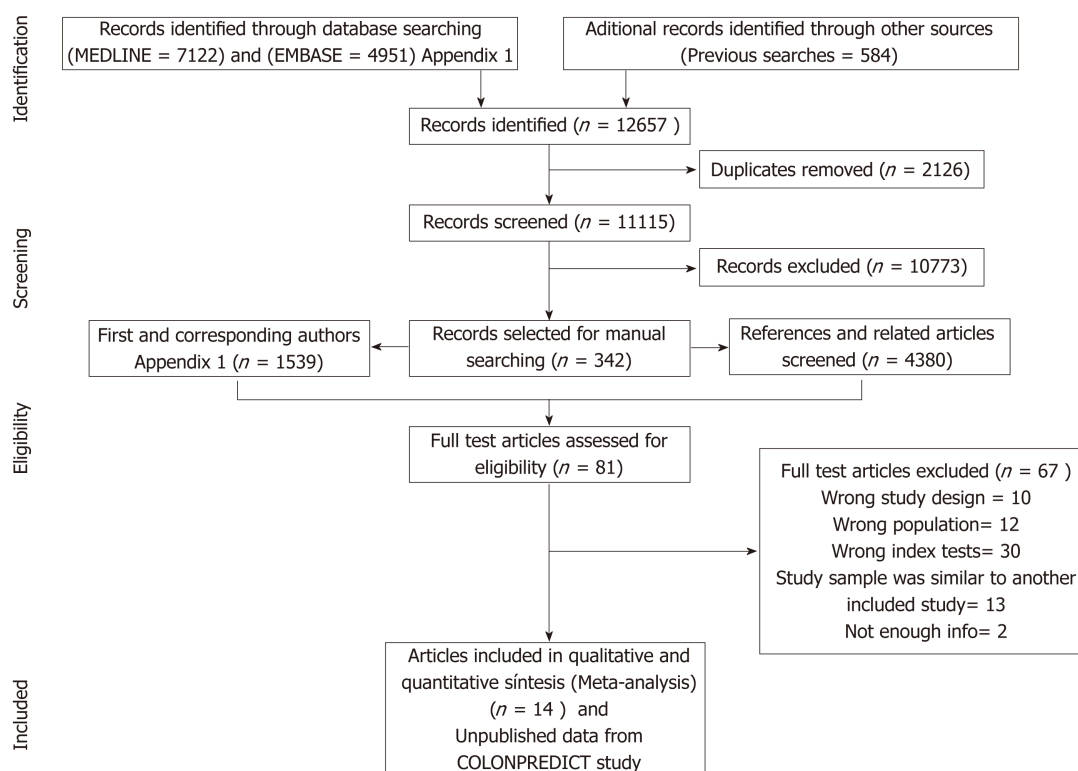 Identification
Records identified through database searching
(MEDLINE = 7122) and (EMBASE = 4951) Appendix 1
Aditional records identified through other sources
(Previous searches = 584)
Records identified (n = 12657 )
Duplicates removed (n = 2126)
Screening
Records screened (n = 11115)
Records excluded (n = 10773)
First and corresponding authors
Appendix 1 (n = 1539)
Records selected for manual
searching (n = 342)
References and related articles
screened (n = 4380)
Eligibility
Full test articles assessed for
eligibility (n = 81)
Full test articles excluded (n = 67 )
Wrong study design = 10
Wrong population= 12
Wrong index tests= 30
Study sample was similar to another
included study= 13
Not enough info= 2
Included
Articles included in qualitative and
quantitative síntesis (Meta-analysis)
(n = 14 ) and
Unpublished data from
COLONPREDICT study